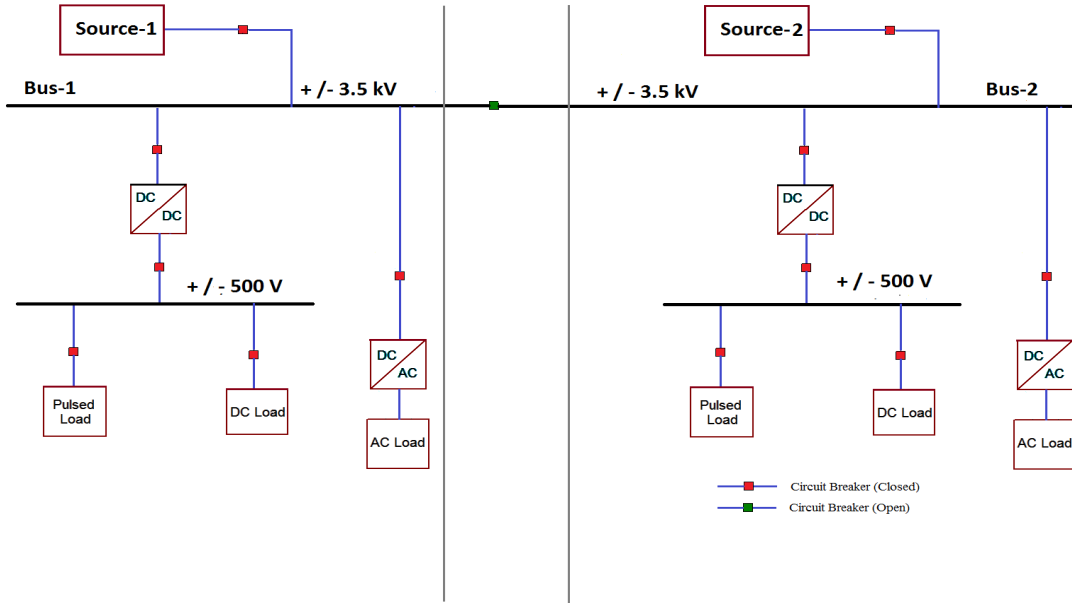 Source-1
Source-2
Bus-1
+ / - 3.5 kV
+ / - 3.5 kV
Bus-2
DC
DC
DC
DC
+ / - 500 V
+ / - 500 V
DC
AC
DC
AC
Pulsed
Load
DC Load
AC Load
Pulsed
Load
DC Load
AC Load
Circuit Breaker (Closed)
Circuit Breaker (Open)